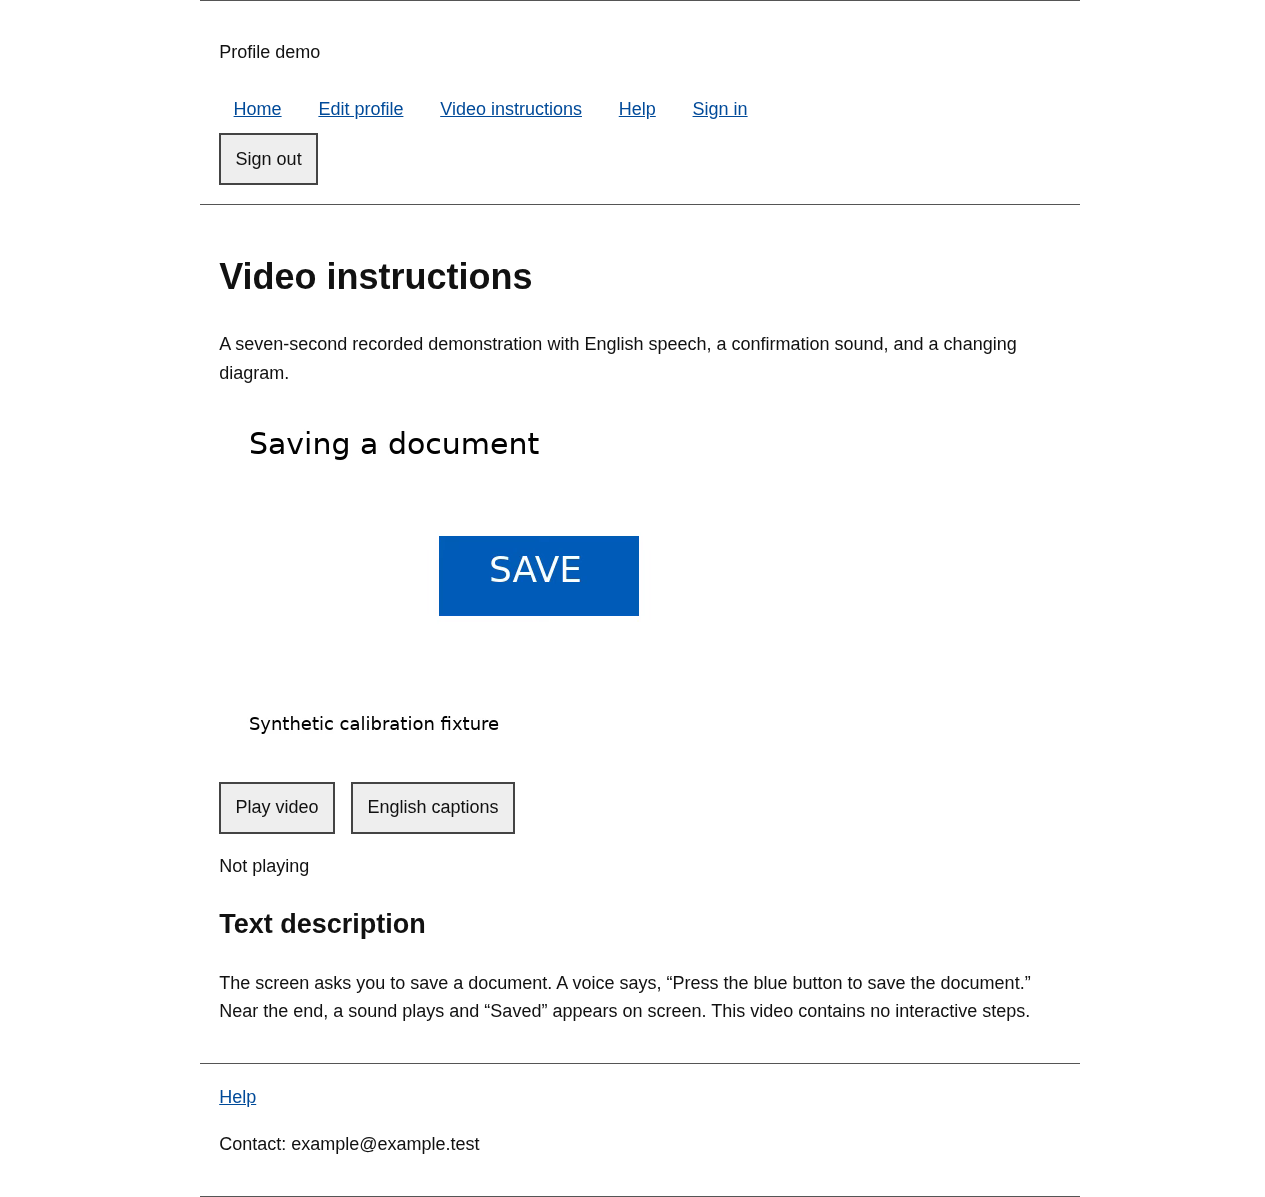 Profile demo
Home Edit profile Video instructions Help Sign in
Sign out
Video instructions
A seven-second recorded demonstration with English speech, a confirmation sound, and a changing
diagram.
Saving a document
SAVE
Synthetic calibration fixture
Play video English captions
Not playing
Text description
The screen asks you to save a document. A voice says, “Press the blue button to save the document.”
Near the end, a sound plays and “Saved” appears on screen. This video contains no interactive steps.
Help
Contact: example@example.test